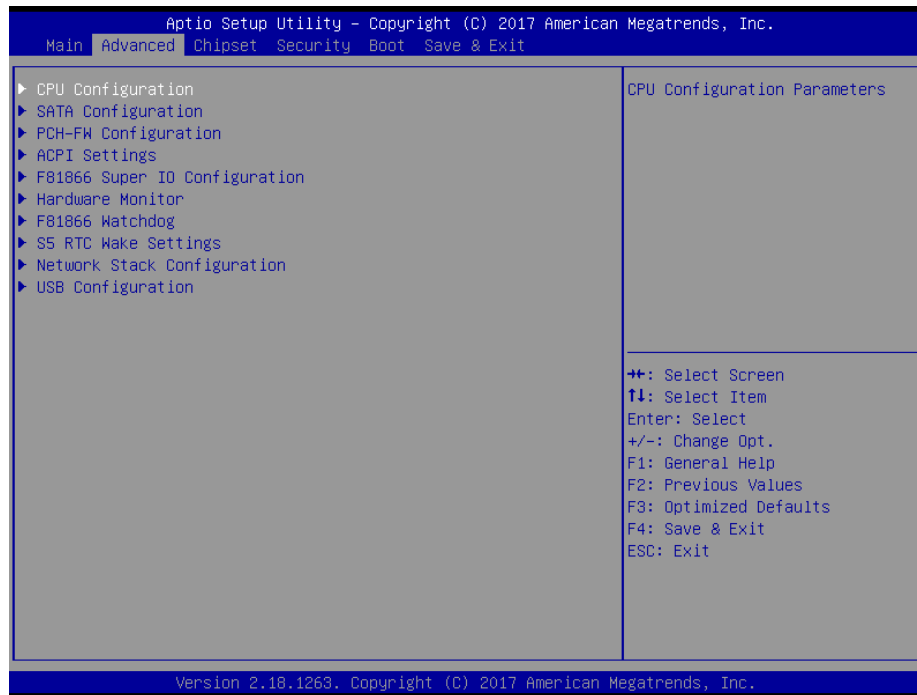 Aptio Setup Utility – Copyright (C) 2017 American Megatrends, Inc.
Main Advanced Chipset Security Boot Save & Exit
▶ CPU Configuration
▶ SATA Configuration
▶ PCH-FW Configuration
▶ ACPI Settings
▶ F81866 Super IO Configuration
▶ Hardware Monitor
▶ F81866 Watchdog
▶ S5 RTC Wake Settings
▶ Network Stack Configuration
▶ USB Configuration
CPU Configuration Parameters
→←: Select Screen
↑↓: Select Item
Enter: Select
+/-: Change Opt.
F1: General Help
F2: Previous Values
F3: Optimized Defaults
F4: Save & Exit
ESC: Exit
Version 2.18.1263. Copyright (C) 2017 American Megatrends, Inc.